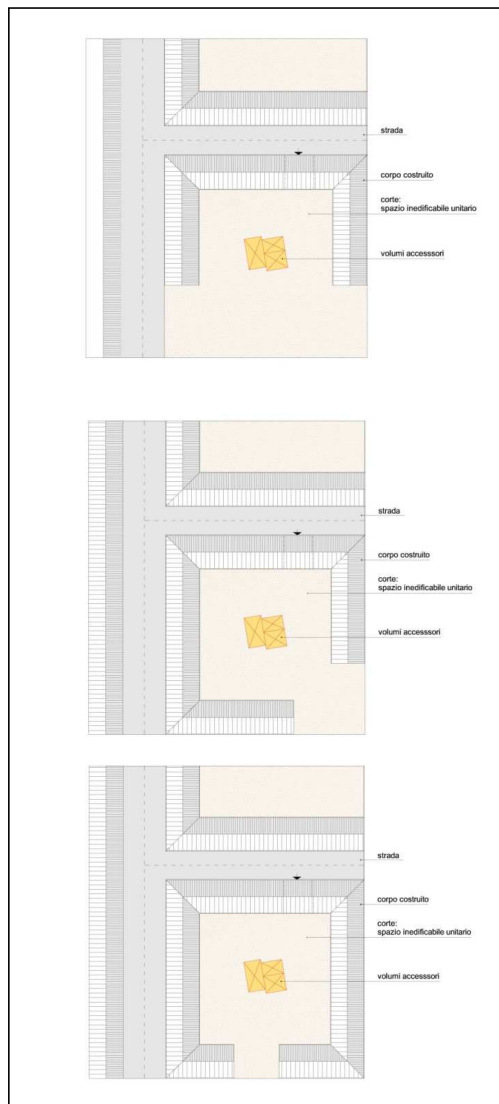 strada
corpo costruito
corte:
spazio inedificabile unitario
volumi accesssori
strada
corpo costruito
corte:
spazio inedificabile unitario
volumi accesssori
strada
corpo costruito
corte:
spazio inedificabile unitario
volumi accesssori